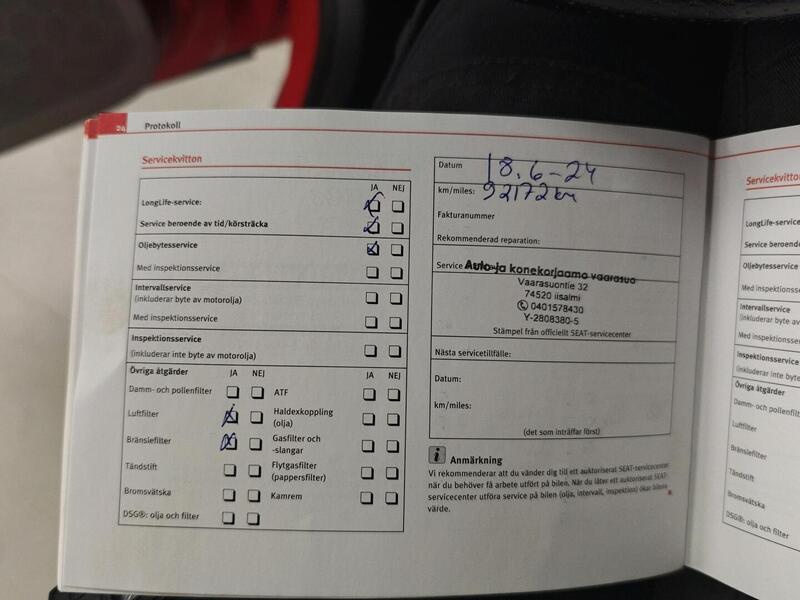 24 Protokoll
Servicekvitton
JA NEJ
LongLife-service:
Service beroende av tid/körsträcka
Oljebytesservice
Med inspektionsservice
Intervallservice
(inkluderar byte av motorolja)
Med inspektionsservice
Inspektionsservice
(inkluderar inte byte av motorolja)
Övriga åtgärder JA NEJ JA NEJ
Damm- och pollenfilter
ATF
Luftfilter
Haldexkoppling
(olja)
Bränslefilter
Gasfilter och
-slangar
Tändstift
Flytgasfilter
(pappersfilter)
Bromsvätska
Kamrem
DSG®: olja och filter
Datum 18.6-24
km/miles: 92172km
Fakturanummer
Rekommenderad reparation:
Service
Auto-ja konekorjaamo vaarasuo
Vaarasuontie 32
74520 iisalmi
0401578430
Y-2808380-5
Stämpel från officiellt SEAT-servicecenter
Nästa servicetillfälle:
Datum:
km/miles:
(det som inträffar först)
i Anmärkning
Vi rekommenderar att du vänder dig till ett auktoriserat SEAT-servicecenter
när du behöver få arbete utfört på bilen. När du låter ett auktoriserat SEAT-
servicecenter utföra service på bilen (olja, intervall, inspektion) ökar bilens
värde.
Servicekvitton
LongLife-service:
Service beroende
Oljebytesservice
Med inspektionsse
Intervallservice
(inkluderar byte
Med inspektionsse
Inspektionsservice
(inkluderar inte byte
Övriga åtgärder
Damm- och pollenfilter
Luftfilter
Bränslefilter
Tändstift
Bromsvätska
DSG®: olja och filter